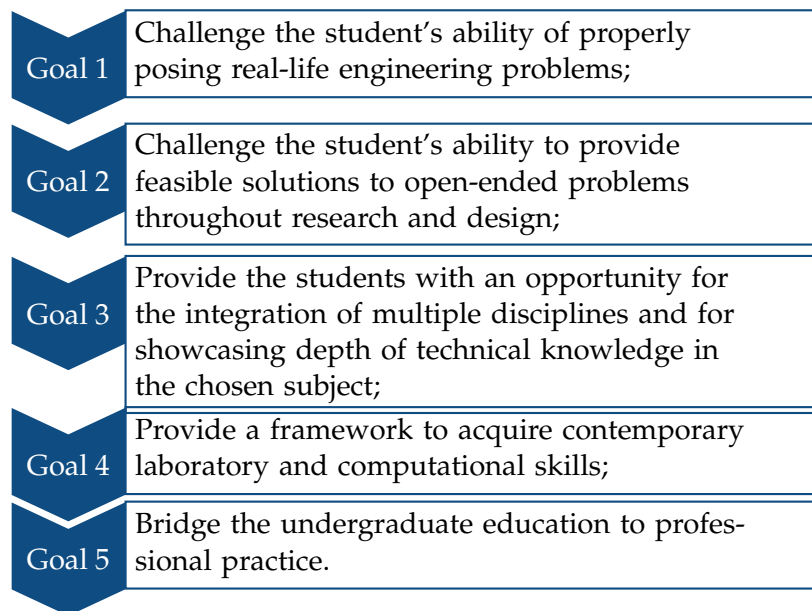 Goal 1
Challenge the student's ability of properly
posing real-life engineering problems;
Goal 2
Challenge the student's ability to provide
feasible solutions to open-ended problems
throughout research and design;
Goal 3
Provide the students with an opportunity for
the integration of multiple disciplines and for
showcasing depth of technical knowledge in
the chosen subject;
Goal 4
Provide a framework to acquire contemporary
laboratory and computational skills;
Goal 5
Bridge the undergraduate education to profes-
sional practice.